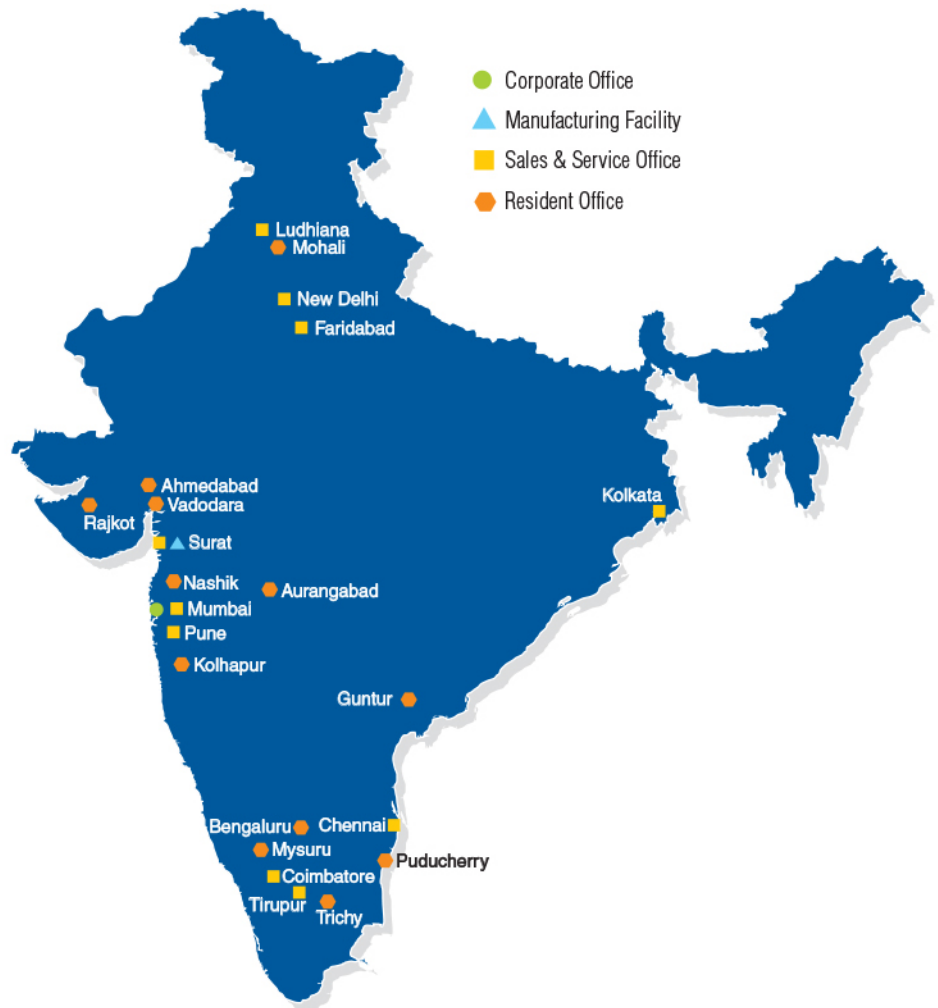 Corporate Office
Manufacturing Facility
Sales & Service Office
Resident Office
Ludhiana
Mohali
New Delhi
Faridabad
Ahmedabad
Vadodara
Rajkot
Kolkata
Surat
Nashik
Aurangabad
Mumbai
Pune
Kolhapur
Guntur
Bengaluru
Chennai
Mysuru
Puducherry
Coimbatore
Tirupur
Trichy